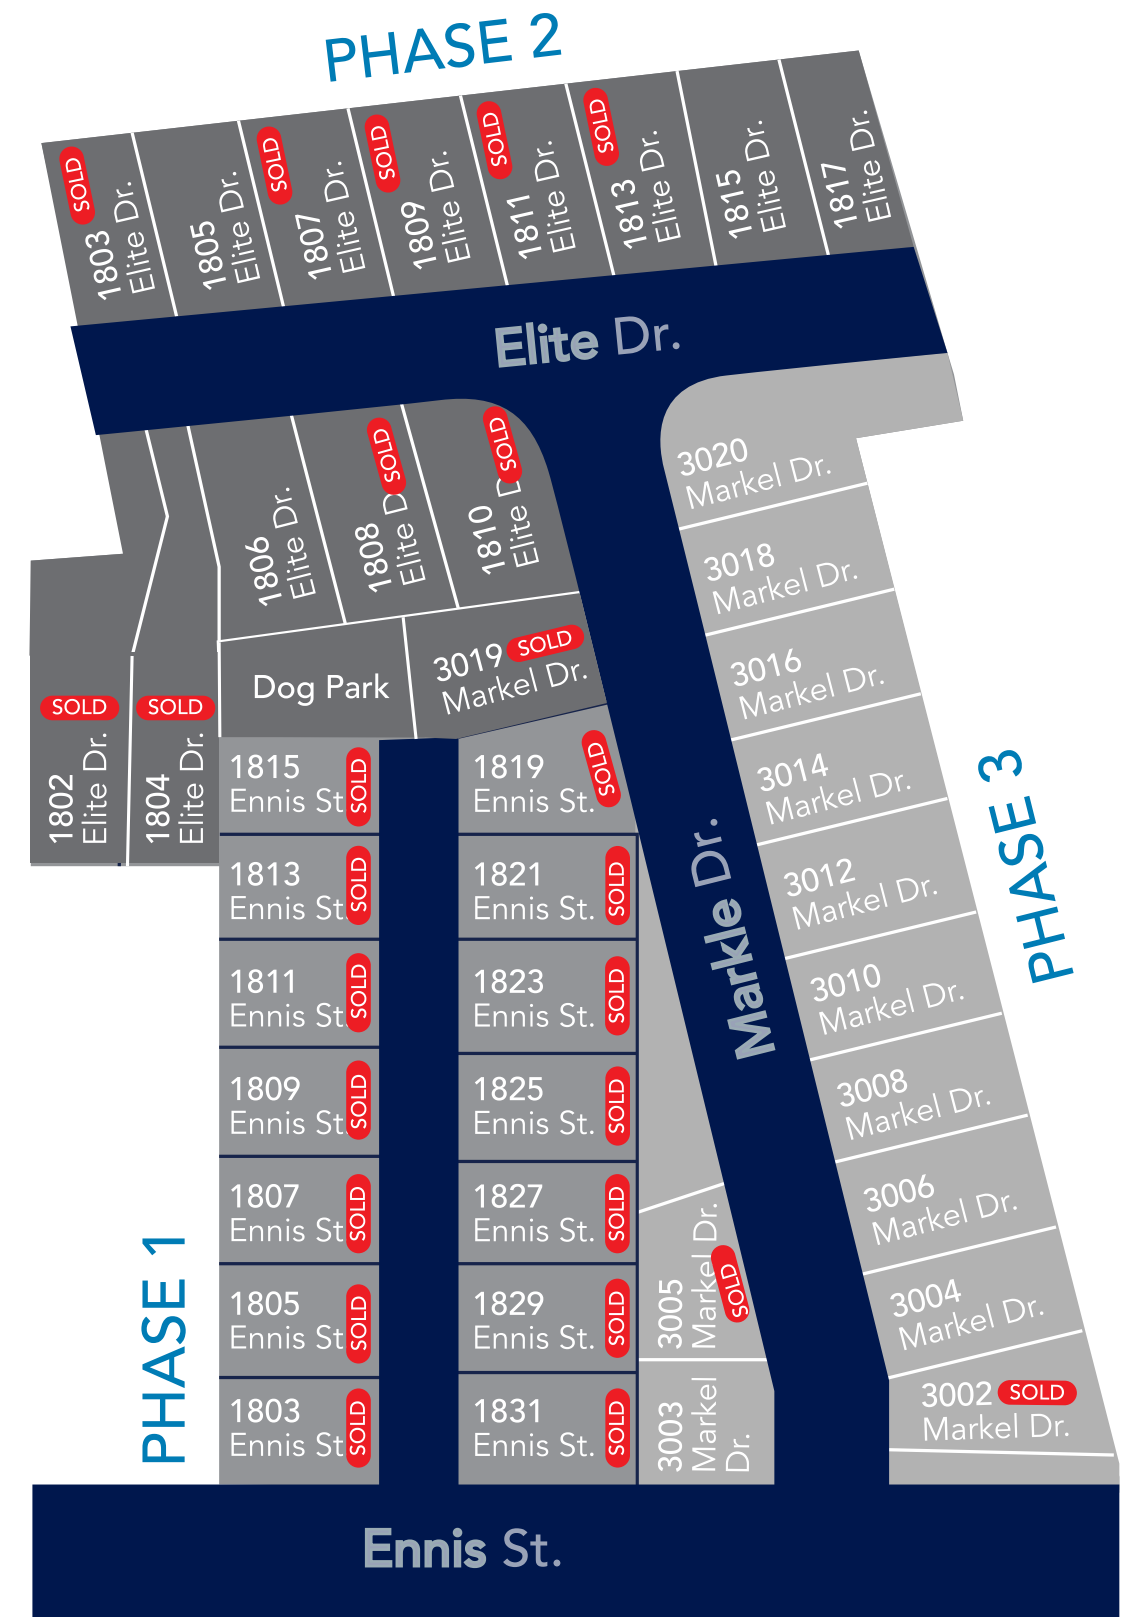 PHASE 2
SOLD
1803
Elite Dr.
1805
Elite Dr.
SOLD
1807
Elite Dr.
SOLD
1809
Elite Dr.
SOLD
1811
Elite Dr.
SOLD
1813
Elite Dr.
1815
Elite Dr.
1817
Elite Dr.
Elite Dr.
1806
Elite Dr.
SOLD
1808
Elite D
SOLD
1810
Elite D
3020
Markel Dr.
3018
Markel Dr.
3016
Markel Dr.
3014
Markel Dr.
3012
Markel Dr.
3010
Markel Dr.
3008
Markel Dr.
3006
Markel Dr.
3004
Markel Dr.
3002 SOLD
Markel Dr.
PHASE 3
Dog Park
3019 SOLD
Markel Dr.
SOLD
1802
Elite Dr.
SOLD
1804
Elite Dr.
1815
Ennis St
SOLD
1813
Ennis St.
SOLD
1811
Ennis St.
SOLD
1809
Ennis St.
SOLD
1807
Ennis St
SOLD
1805
Ennis St
SOLD
1803
Ennis St
SOLD
1819
Ennis St.
SOLD
1821
Ennis St.
SOLD
1823
Ennis St.
SOLD
1825
Ennis St.
SOLD
1827
Ennis St.
SOLD
1829
Ennis St.
SOLD
1831
Ennis St.
SOLD
Markle Dr.
3005
Markel Dr.
SOLD
3003
Markel
Dr.
PHASE 1
Ennis St.